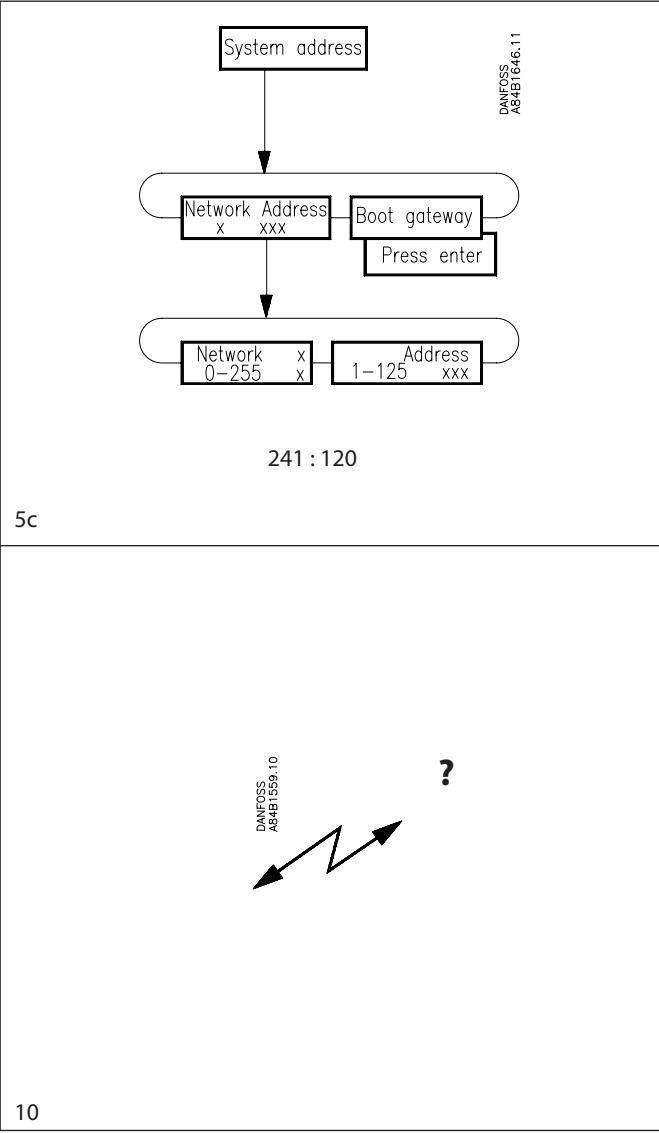 System address
DANFOSS
A84B1646.11
Network Address
x xxx
Boot gateway
Press enter
Network x
0-255 x
Address
1-125 xxx
241 : 120
5c
DANFOSS
A84B1559.10
?
10